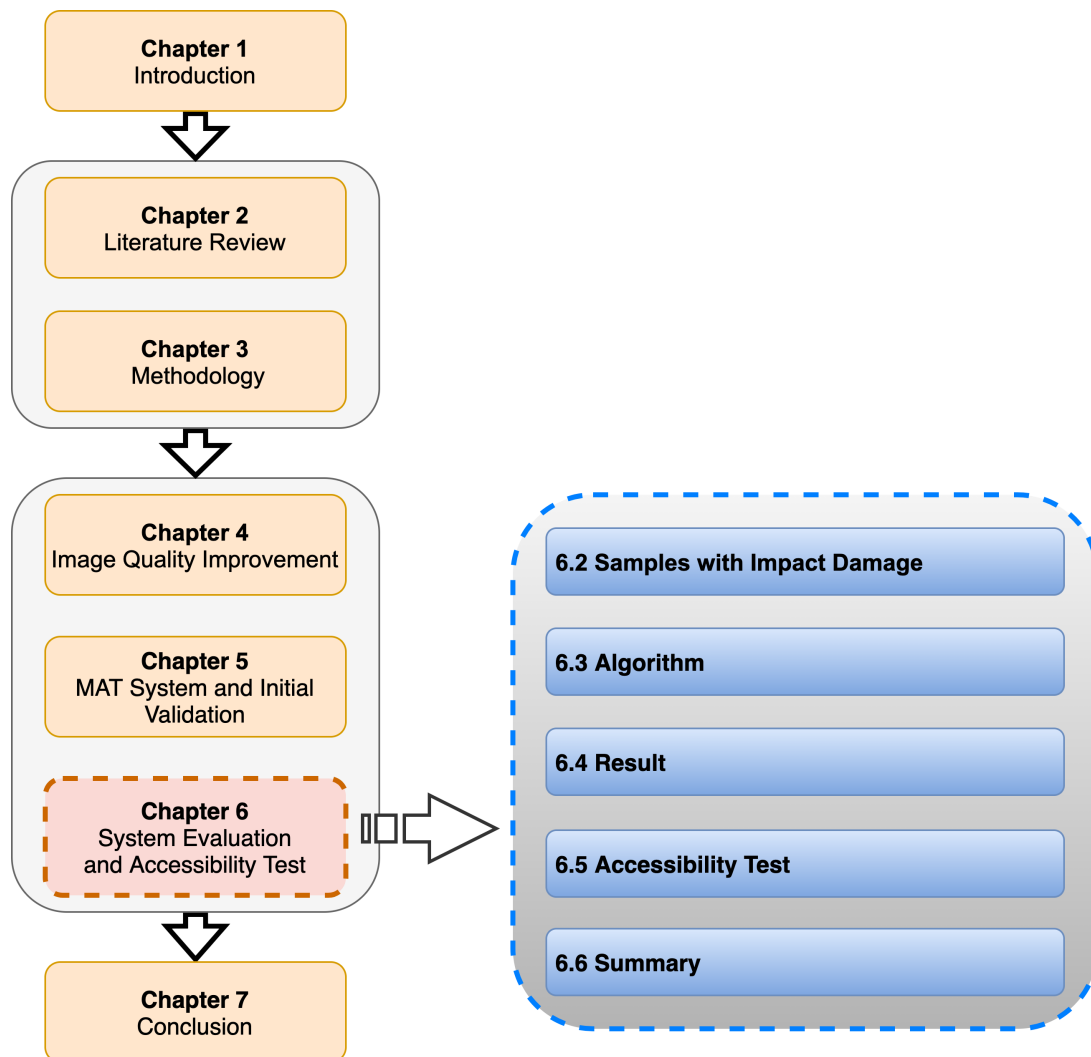 Chapter 1
Introduction
Chapter 2
Literature Review
Chapter 3
Methodology
Chapter 4
Image Quality Improvement
Chapter 5
MAT System and Initial
Validation
Chapter 6
System Evaluation
and Accessibility Test
Chapter 7
Conclusion
6.2 Samples with Impact Damage
6.3 Algorithm
6.4 Result
6.5 Accessibility Test
6.6 Summary